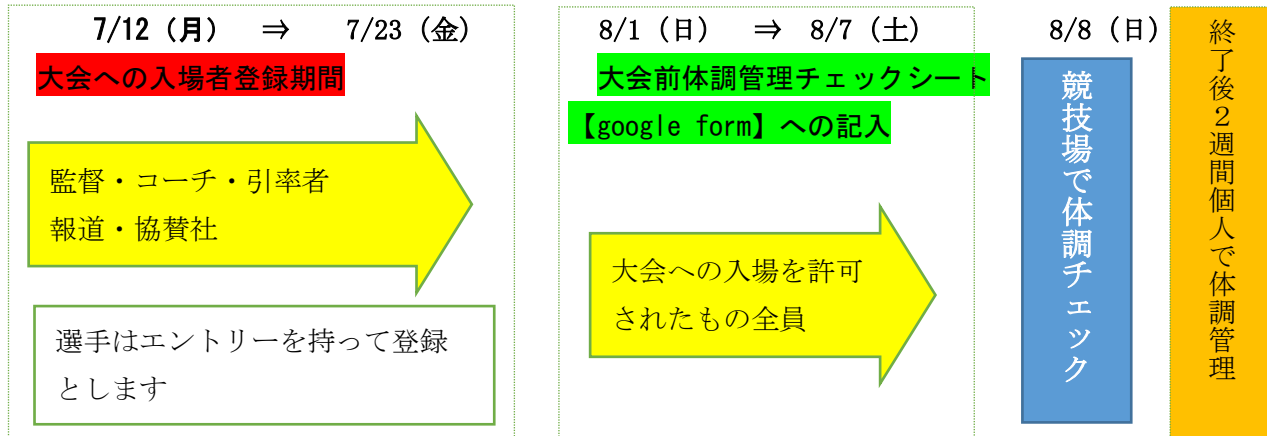 7/12（月） ⇒ 7/23（金）
大会への入場者登録期間
監督・コーチ・引率者
報道・協賛社
選手はエントリーを持って登録
とします
8/1（日） ⇒ 8/7（土）
大会前体調管理チェックシート
【google form】への記入
大会への入場を許可
されたもの全員
8/8（日）
競技場で体調チェック
終了後２週間個人で体調管理